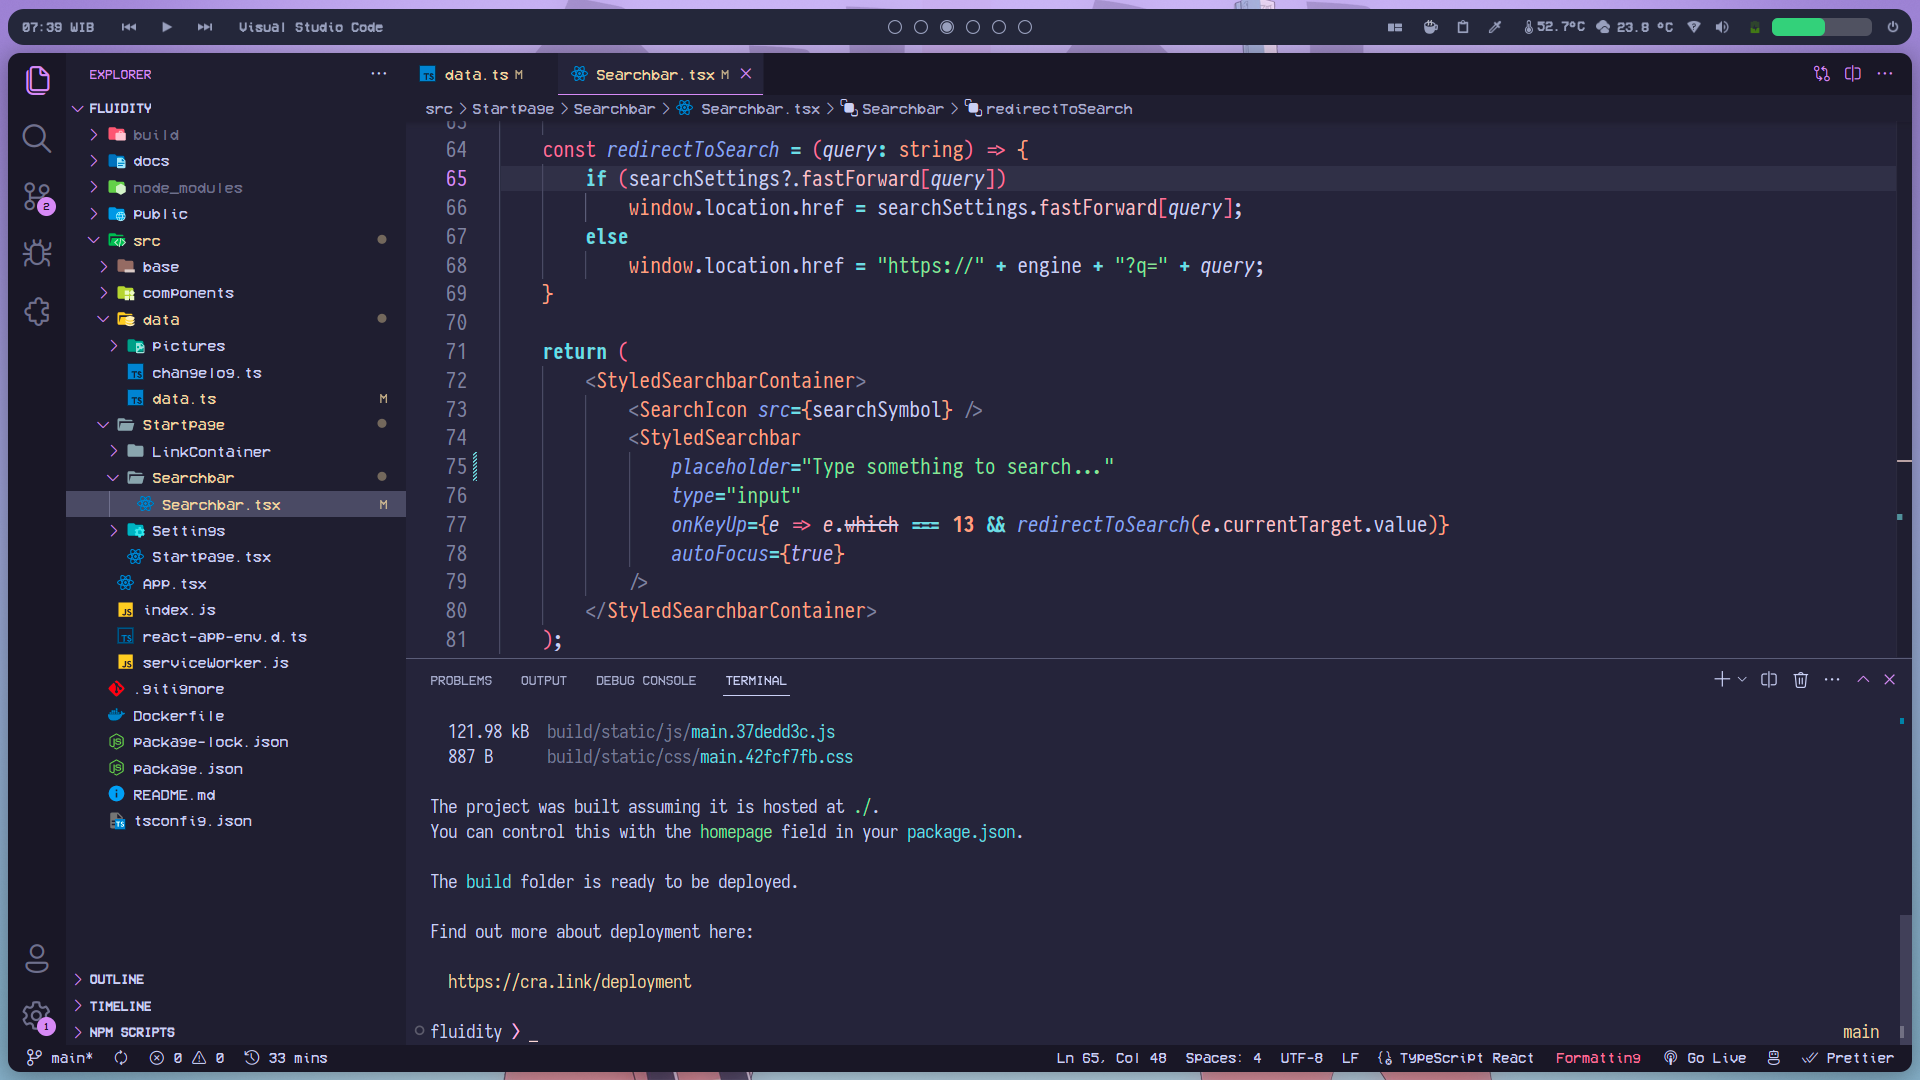 07:39 WIB
Visual Studio Code
52.7°C
23.8 °C
EXPLORER
FLUIDITY
build
docs
node_modules
public
src
base
components
data
pictures
changelog.ts
data.ts M
Startpage
LinkContainer
Searchbar
Searchbar.tsx M
Settings
Startpage.tsx
App.tsx
index.js
react-app-env.d.ts
serviceWorker.js
.gitignore
Dockerfile
package-lock.json
package.json
README.md
tsconfig.json
OUTLINE
TIMELINE
NPM SCRIPTS
2
1
data.ts M
Searchbar.tsx M
src > Startpage > Searchbar > Searchbar.tsx > Searchbar > redirectToSearch
63
64 const redirectToSearch = (query: string) => {
65 if (searchSettings?.fastForward[query])
66 window.location.href = searchSettings.fastForward[query];
67 else
68 window.location.href = "https://" + engine + "?q=" + query;
69 }
70
71 return (
72 <StyledSearchbarContainer>
73 <SearchIcon src={searchSymbol} />
74 <StyledSearchbar
75 placeholder="Type something to search..."
76 type="input"
77 onKeyUp={e => e.which === 13 && redirectToSearch(e.currentTarget.value)}
78 autoFocus={true}
79 />
80 </StyledSearchbarContainer>
81 );
PROBLEMS OUTPUT DEBUG CONSOLE TERMINAL
121.98 kB build/static/js/main.37dedd3c.js
887 B build/static/css/main.42fcf7fb.css
The project was built assuming it is hosted at ./.
You can control this with the homepage field in your package.json.
The build folder is ready to be deployed.
Find out more about deployment here:
https://cra.link/deployment
fluidity ❯ _
main
main* 0 0 33 mins
Ln 65, Col 48 Spaces: 4 UTF-8 LF TypeScript React Formatting Go Live Prettier